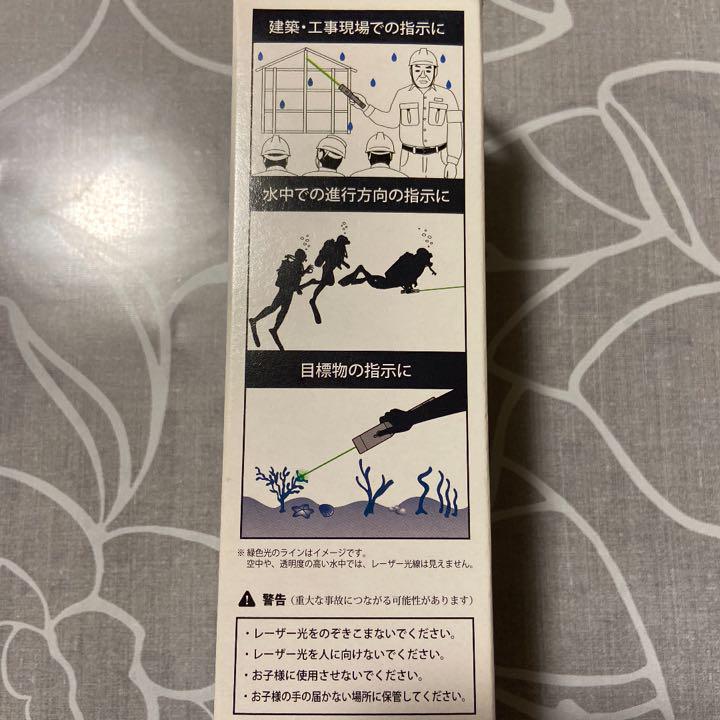 建築・工事現場での指示に
水中での進行方向の指示に
目標物の指示に
※ 緑色光のラインはイメージです。
空中や、透明度の高い水中では、レーザー光線は見えません。
警告（重大な事故につながる可能性があります）
・レーザー光をのぞきこまないでください。
・レーザー光を人に向けないでください。
・お子様に使用させないでください。
・お子様の手の届かない場所に保管してください。